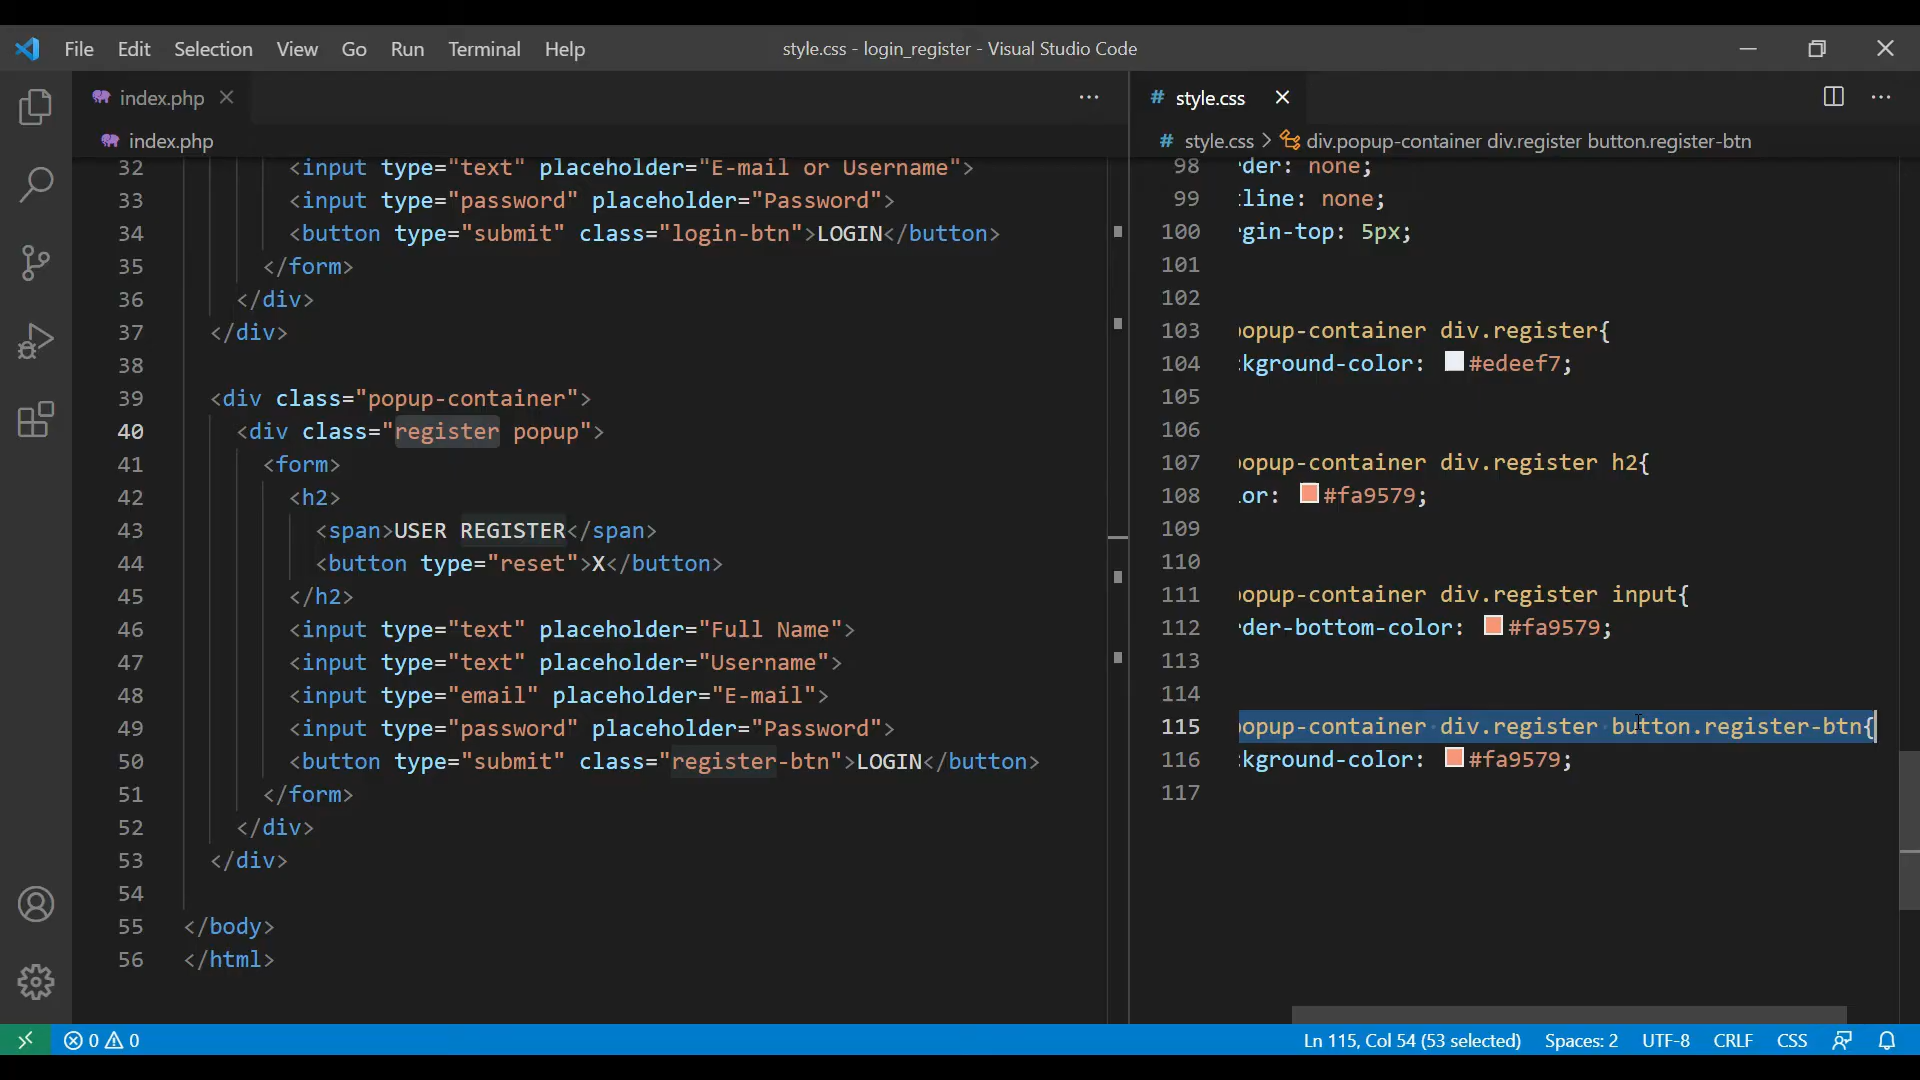 File Edit Selection View Go Run Terminal Help
style.css - login_register - Visual Studio Code
index.php
index.php
32 <input type="text" placeholder="E-mail or Username">
33 <input type="password" placeholder="Password">
34 <button type="submit" class="login-btn">LOGIN</button>
35 </form>
36 </div>
37 </div>
38
39 <div class="popup-container">
40 <div class="register popup">
41 <form>
42 <h2>
43 <span>USER REGISTER</span>
44 <button type="reset">X</button>
45 </h2>
46 <input type="text" placeholder="Full Name">
47 <input type="text" placeholder="Username">
48 <input type="email" placeholder="E-mail">
49 <input type="password" placeholder="Password">
50 <button type="submit" class="register-btn">LOGIN</button>
51 </form>
52 </div>
53 </div>
54
55 </body>
56 </html>
# style.css
# style.css > div.popup-container div.register button.register-btn
98 der: none;
99 tline: none;
100 gin-top: 5px;
101
102
103 popup-container div.register{
104 kground-color: #edeef7;
105
106
107 popup-container div.register h2{
108 or: #fa9579;
109
110
111 popup-container div.register input{
112 der-bottom-color: #fa9579;
113
114
115 popup-container div.register button.register-btn{
116 kground-color: #fa9579;
117
0 0
Ln 115, Col 54 (53 selected) Spaces: 2 UTF-8 CRLF CSS